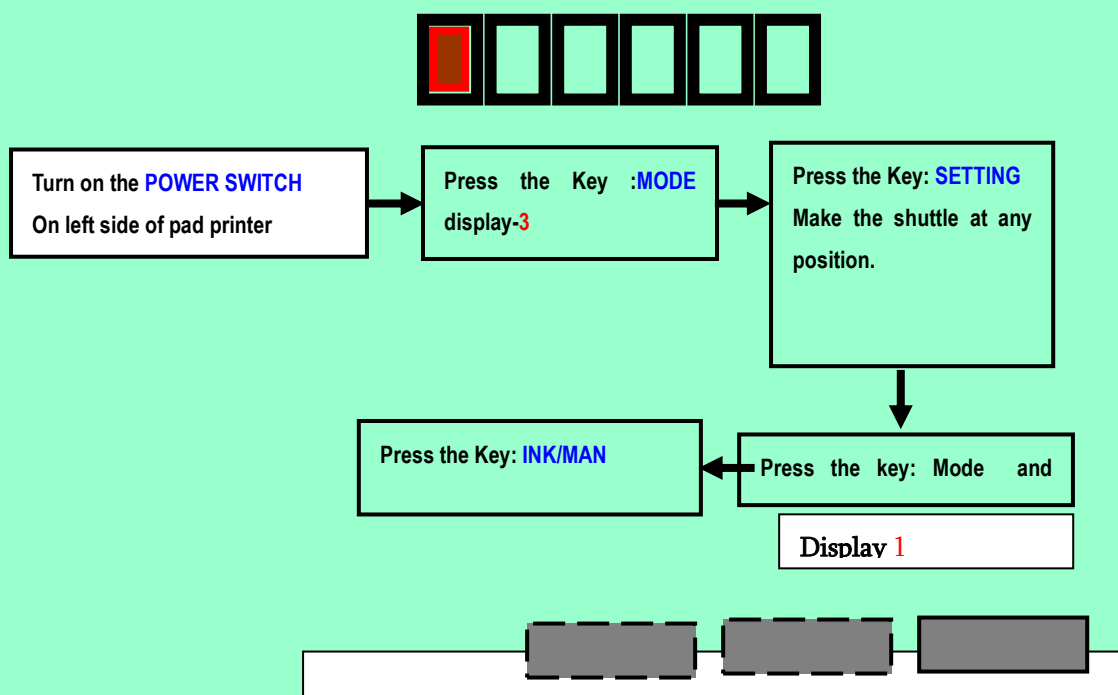 Turn on the POWER SWITCH
On left side of pad printer
Press the Key :MODE
display-3
Press the Key: SETTING
Make the shuttle at any
position.
Press the key: Mode and
Display 1
Press the Key: INK/MAN